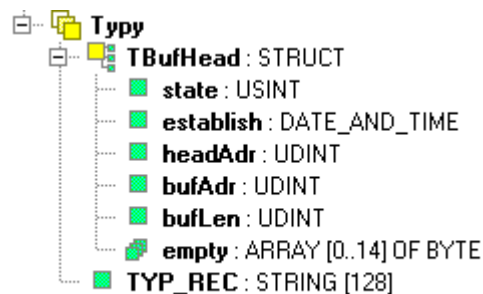 Typy
TBufHead : STRUCT
state : USINT
establish : DATE_AND_TIME
headAdr : UDINT
bufAdr : UDINT
bufLen : UDINT
empty : ARRAY [0..14] OF BYTE
TYP_REC : STRING [128]